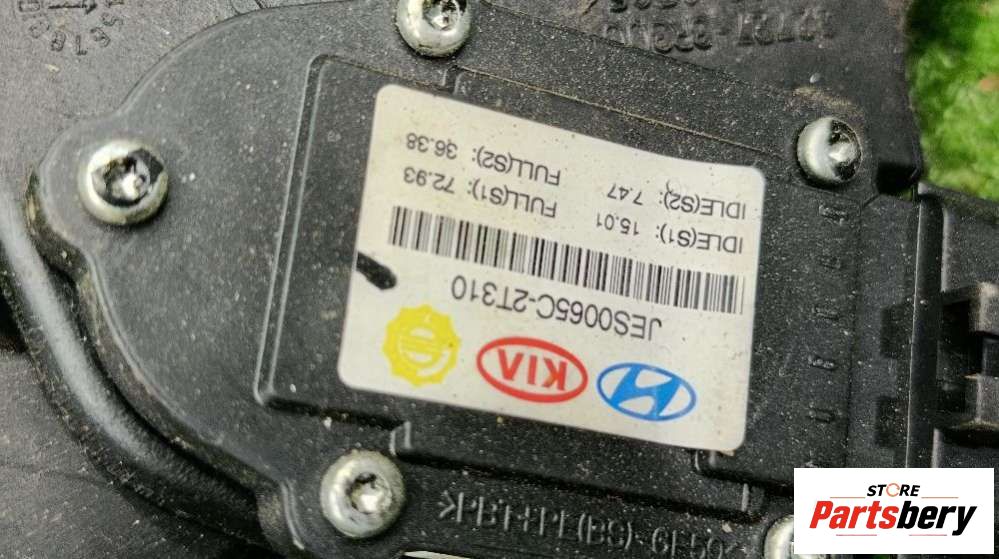 KIA
JES0065C-2T310
IDLE(S1): 15.01 FULL(S1): 72.93
IDLE(S2): 7.47 FULL(S2): 36.38
STORE
Partsbery